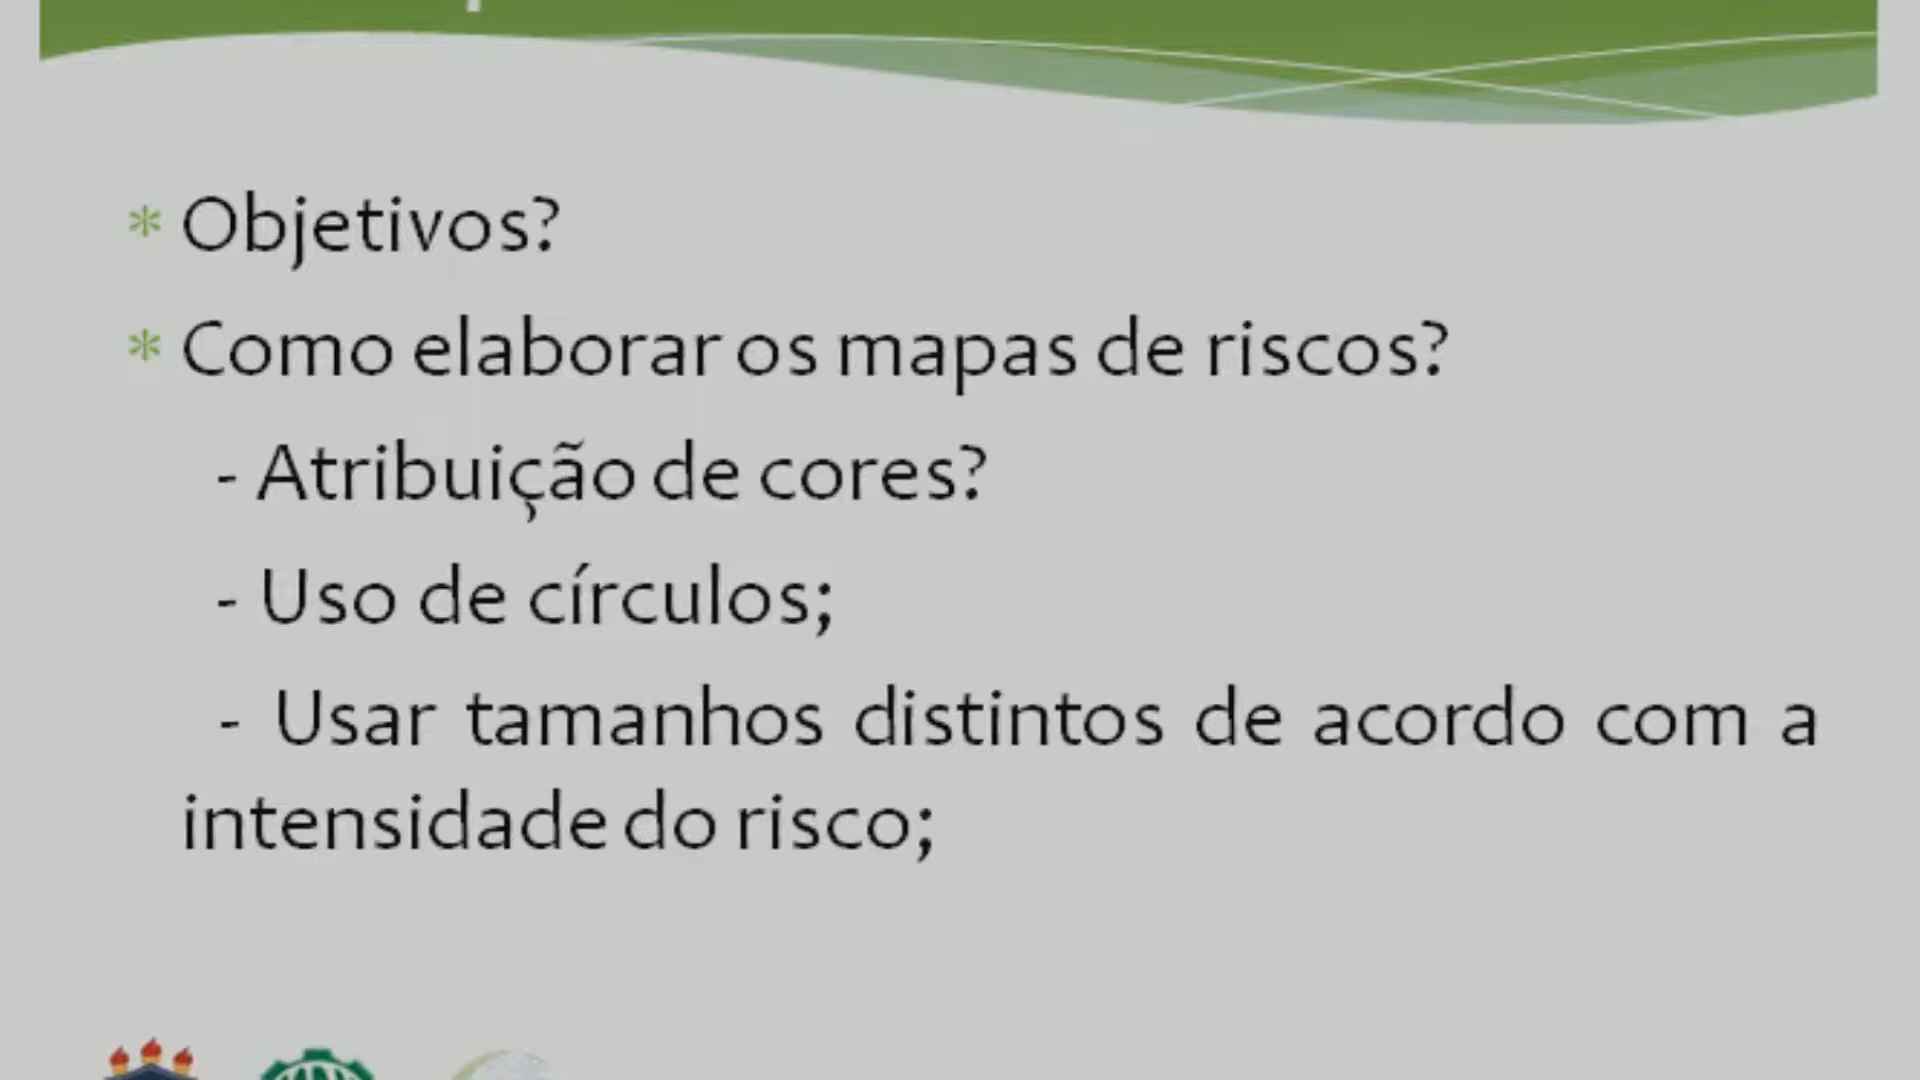 * Objetivos?
* Como elaborar os mapas de riscos?
- Atribuição de cores?
- Uso de círculos;
- Usar tamanhos distintos de acordo com a
intensidade do risco;